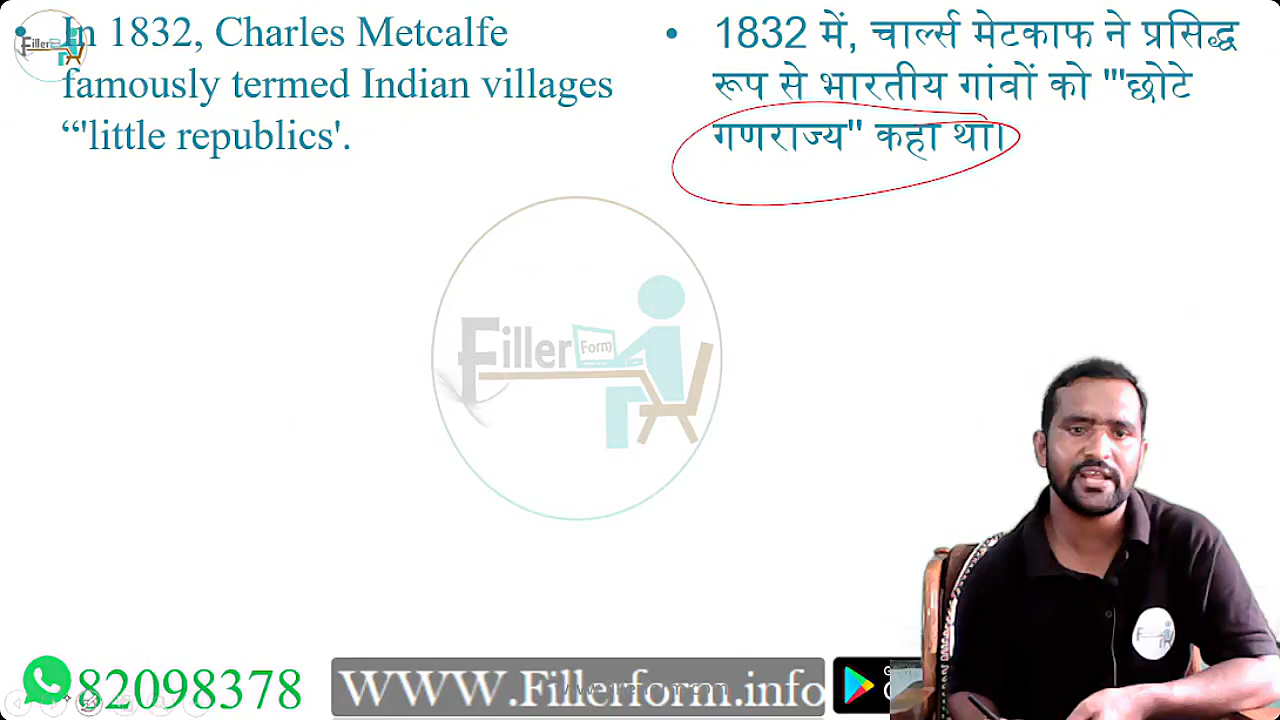 In 1832, Charles Metcalfe
famously termed Indian villages
“'little republics'.
1832 में, चार्ल्स मेटकाफ ने प्रसिद्ध
रूप से भारतीय गांवों को "'छोटे
गणराज्य" कहा था।
Filler Form
82098378
WWW.Fillerform.info